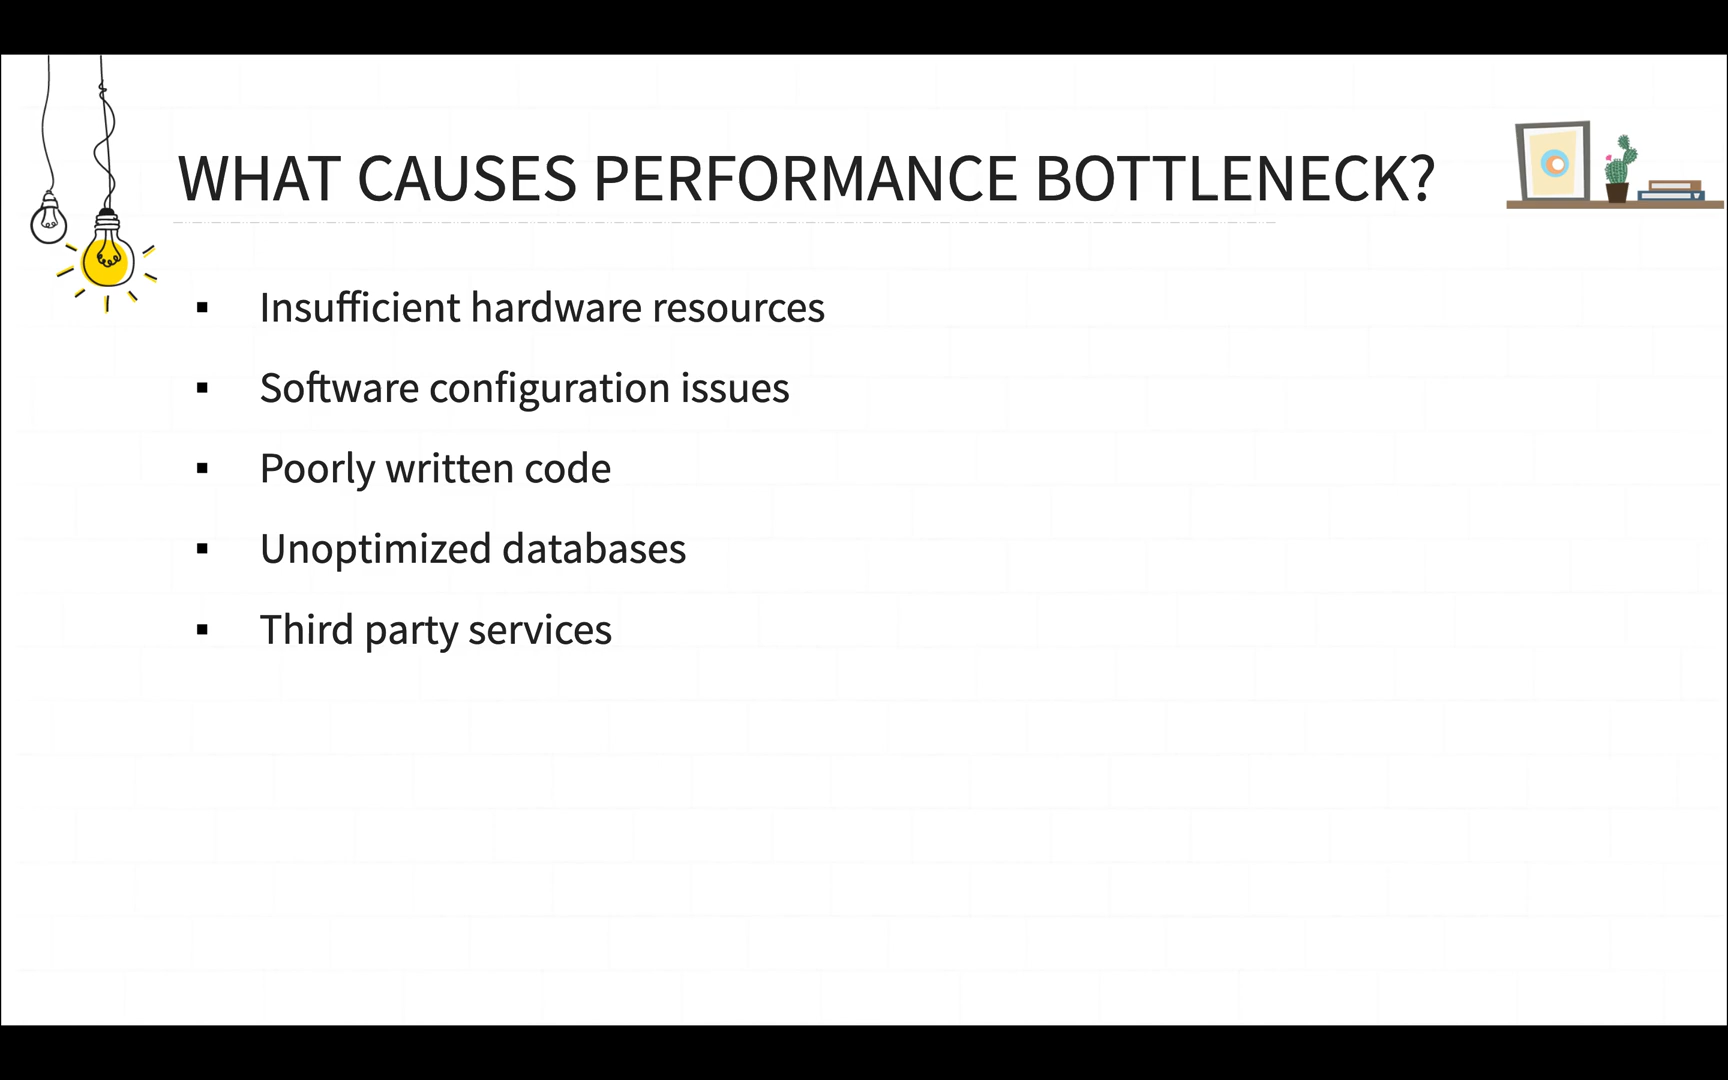 WHAT CAUSES PERFORMANCE BOTTLENECK?
▪ Insufficient hardware resources
▪ Software configuration issues
▪ Poorly written code
▪ Unoptimized databases
▪ Third party services